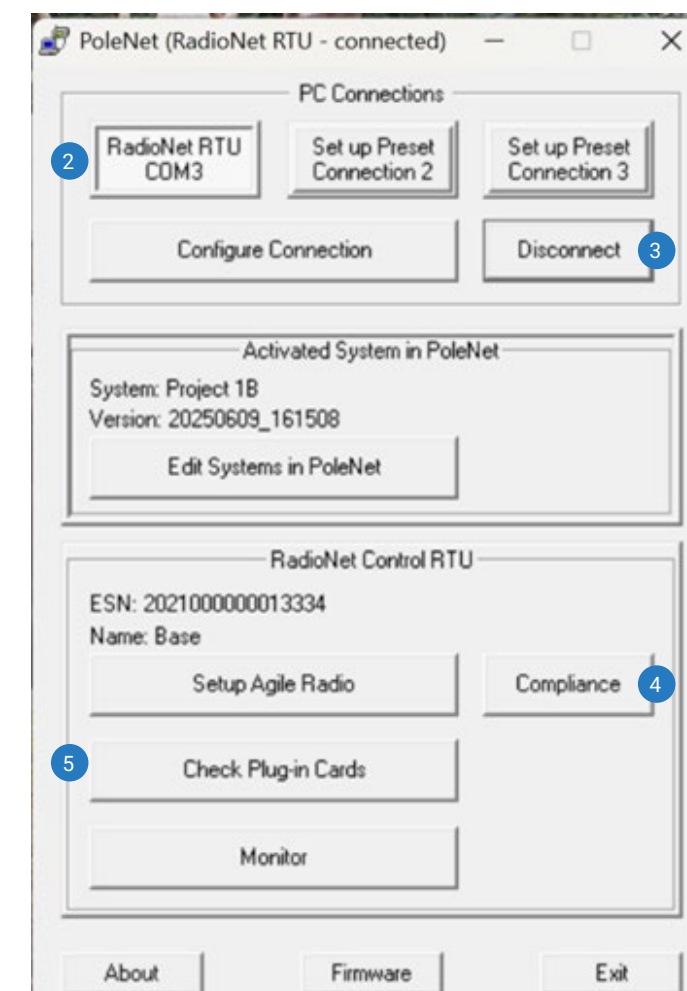 PoleNet (RadioNet RTU - connected)
PC Connections
2
RadioNet RTU
COM3
Set up Preset
Connection 2
Set up Preset
Connection 3
Configure Connection
Disconnect
3
Activated System in PoleNet
System: Project 1B
Version: 20250609_161508
Edit Systems in PoleNet
RadioNet Control RTU
ESN: 2021000000013334
Name: Base
Setup Agile Radio
Compliance
4
5
Check Plug-in Cards
Monitor
About
Firmware
Exit